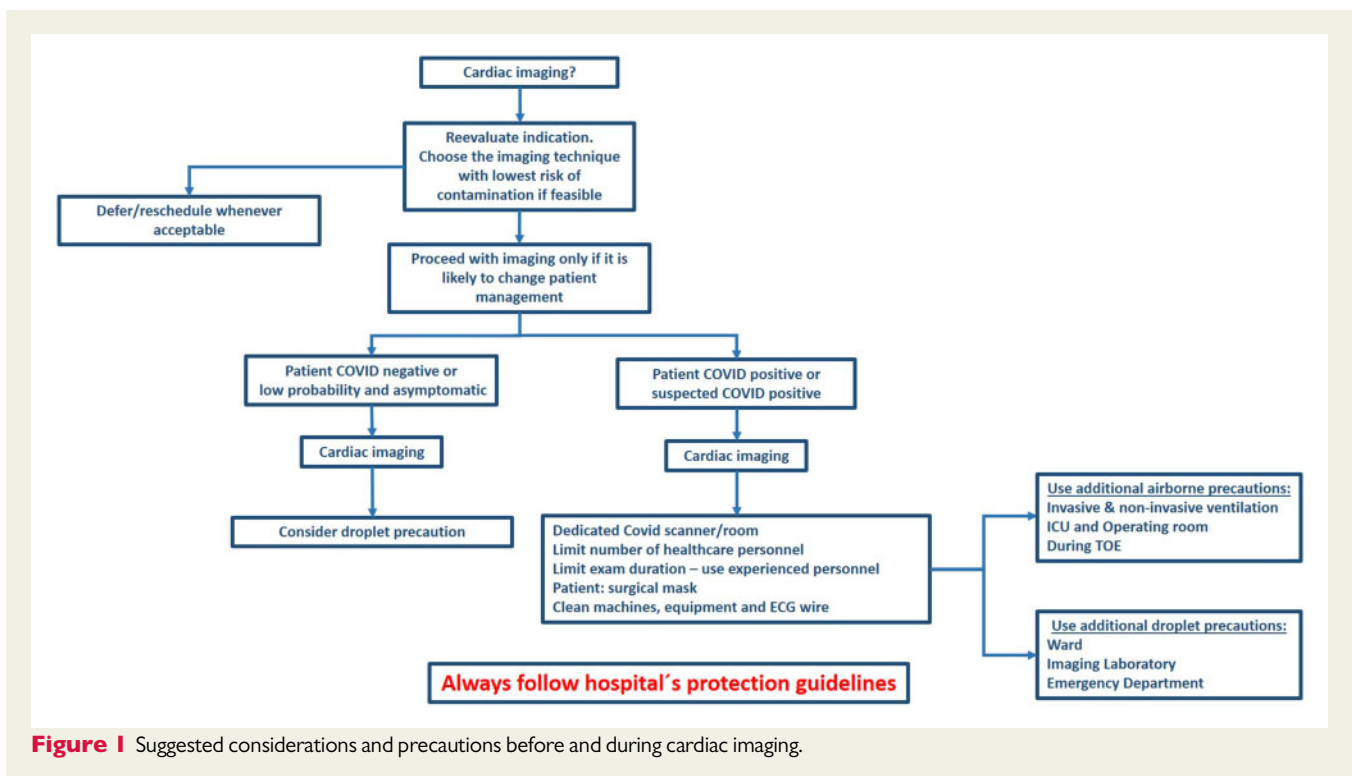 Cardiac imaging?
Reevaluate indication.
Choose the imaging technique
with lowest risk of
contamination if feasible
Defer/reschedule whenever
acceptable
Proceed with imaging only if it is
likely to change patient
management
Patient COVID negative or
low probability and asymptomatic
Cardiac imaging
Consider droplet precaution
Patient COVID positive or
suspected COVID positive
Cardiac imaging
Dedicated Covid scanner/room
Limit number of healthcare personnel
Limit exam duration – use experienced personnel
Patient: surgical mask
Clean machines, equipment and ECG wire
Use additional airborne precautions:
Invasive & non-invasive ventilation
ICU and Operating room
During TOE
Use additional droplet precautions:
Ward
Imaging Laboratory
Emergency Department
Always follow hospital´s protection guidelines
Figure 1 Suggested considerations and precautions before and during cardiac imaging.